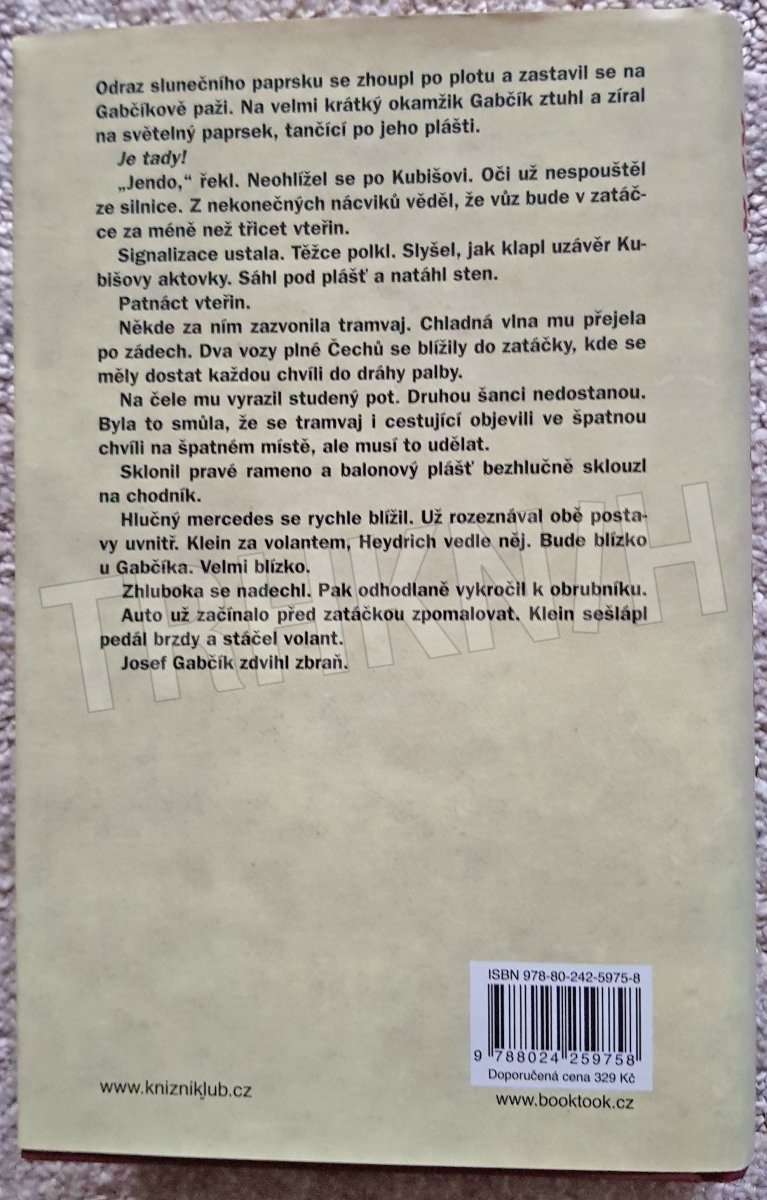 Odraz slunečního paprsku se zhoupl po plotu a zastavil se na
Gabčíkově paži. Na velmi krátký okamžik Gabčík ztuhl a zíral
na světelný paprsek, tančící po jeho plášti.
Je tady!
„Jendo,“ řekl. Neohlížel se po Kubišovi. Oči už nespouštěl
ze silnice. Z nekonečných nácviků věděl, že vůz bude v zatáč-
ce za méně než třicet vteřin.
Signalizace ustala. Těžce polkl. Slyšel, jak klapl uzávěr Ku-
bišovy aktovky. Sáhl pod plášť a natáhl sten.
Patnáct vteřin.
Někde za ním zazvonila tramvaj. Chladná vlna mu přejela
po zádech. Dva vozy plné Čechů se blížily do zatáčky, kde se
měly dostat každou chvíli do dráhy palby.
Na čele mu vyrazil studený pot. Druhou šanci nedostanou.
Byla to smůla, že se tramvaj i cestující objevili ve špatnou
chvíli na špatném místě, ale musí to udělat.
Sklonil pravé rameno a balonový plášť bezhlučně sklouzl
na chodník.
Hlučný mercedes se rychle blížil. Už rozeznával obě posta-
vy uvnitř. Klein za volantem, Heydrich vedle něj. Bude blízko
u Gabčíka. Velmi blízko.
Zhluboka se nadechl. Pak odhodlaně vykročil k obrubníku.
Auto už začínalo před zatáčkou zpomalovat. Klein sešlápl
pedál brzdy a stáčel volant.
Josef Gabčík zdvihl zbraň.
TRHKNIH
ISBN 978-80-242-5975-8
9 788024 259758
Doporučená cena 329 Kč
www.knizniklub.cz
www.booktook.cz